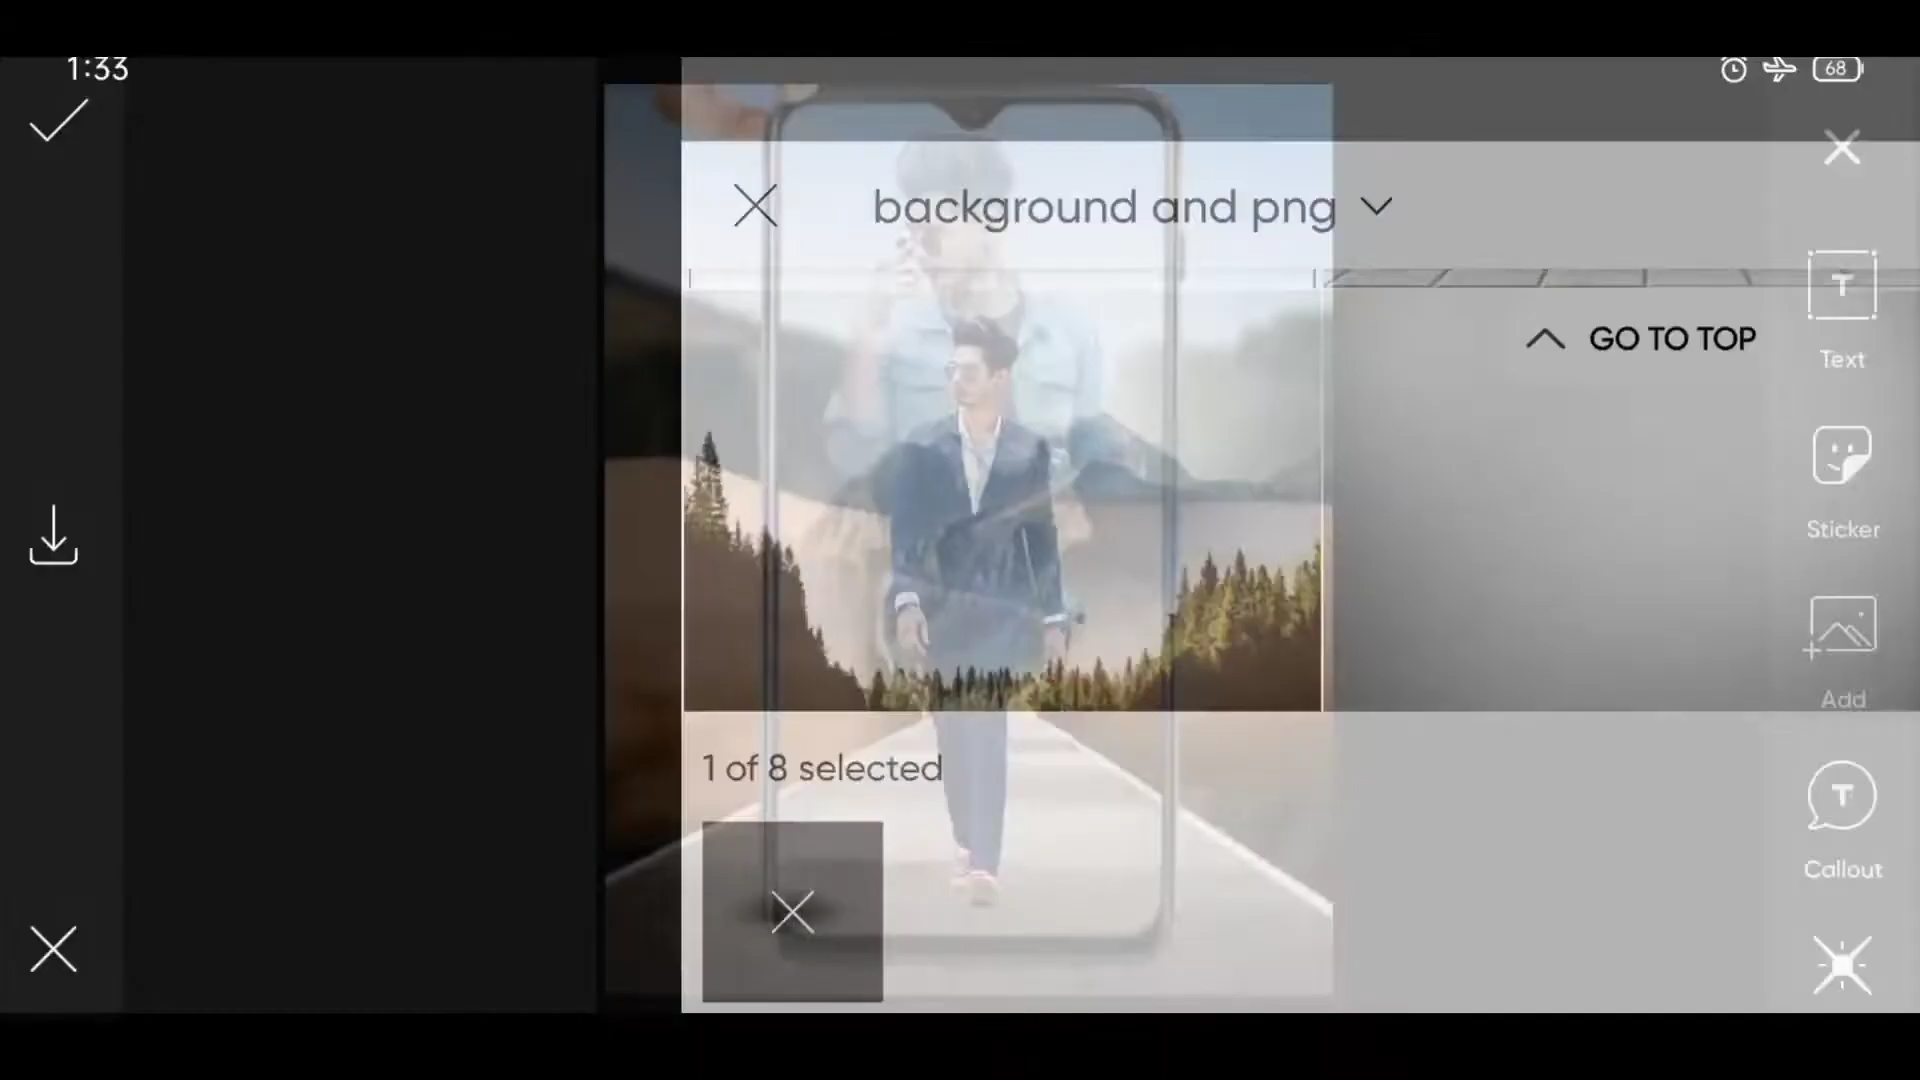 1:33
68
background and png
GO TO TOP
T
Text
Sticker
Add
1 of 8 selected
T
Callout